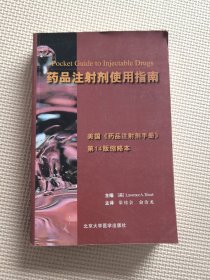 Pocket Guide to Injectable Drugs
药品注射剂使用指南
美国《药品注射剂手册》
第14版缩略本
主编 [美] Lawrence A. Trissel
主译
北京大学医学出版社